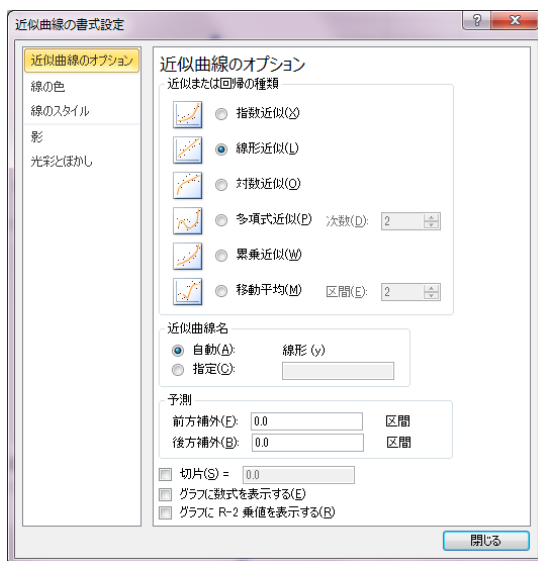 近似曲線の書式設定
近似曲線のオプション
線の色
線のスタイル
影
光彩とぼかし
近似曲線のオプション
近似または回帰の種類
指数近似(X)
線形近似(L)
対数近似(O)
多項式近似(P) 次数(D): 2
累乗近似(W)
移動平均(M) 区間(E): 2
近似曲線名
自動(A): 線形 (y)
指定(C):
予測
前方補外(F): 0.0 区間
後方補外(B): 0.0 区間
切片(S) = 0.0
グラフに数式を表示する(E)
グラフに R-2 乗値を表示する(R)
閉じる